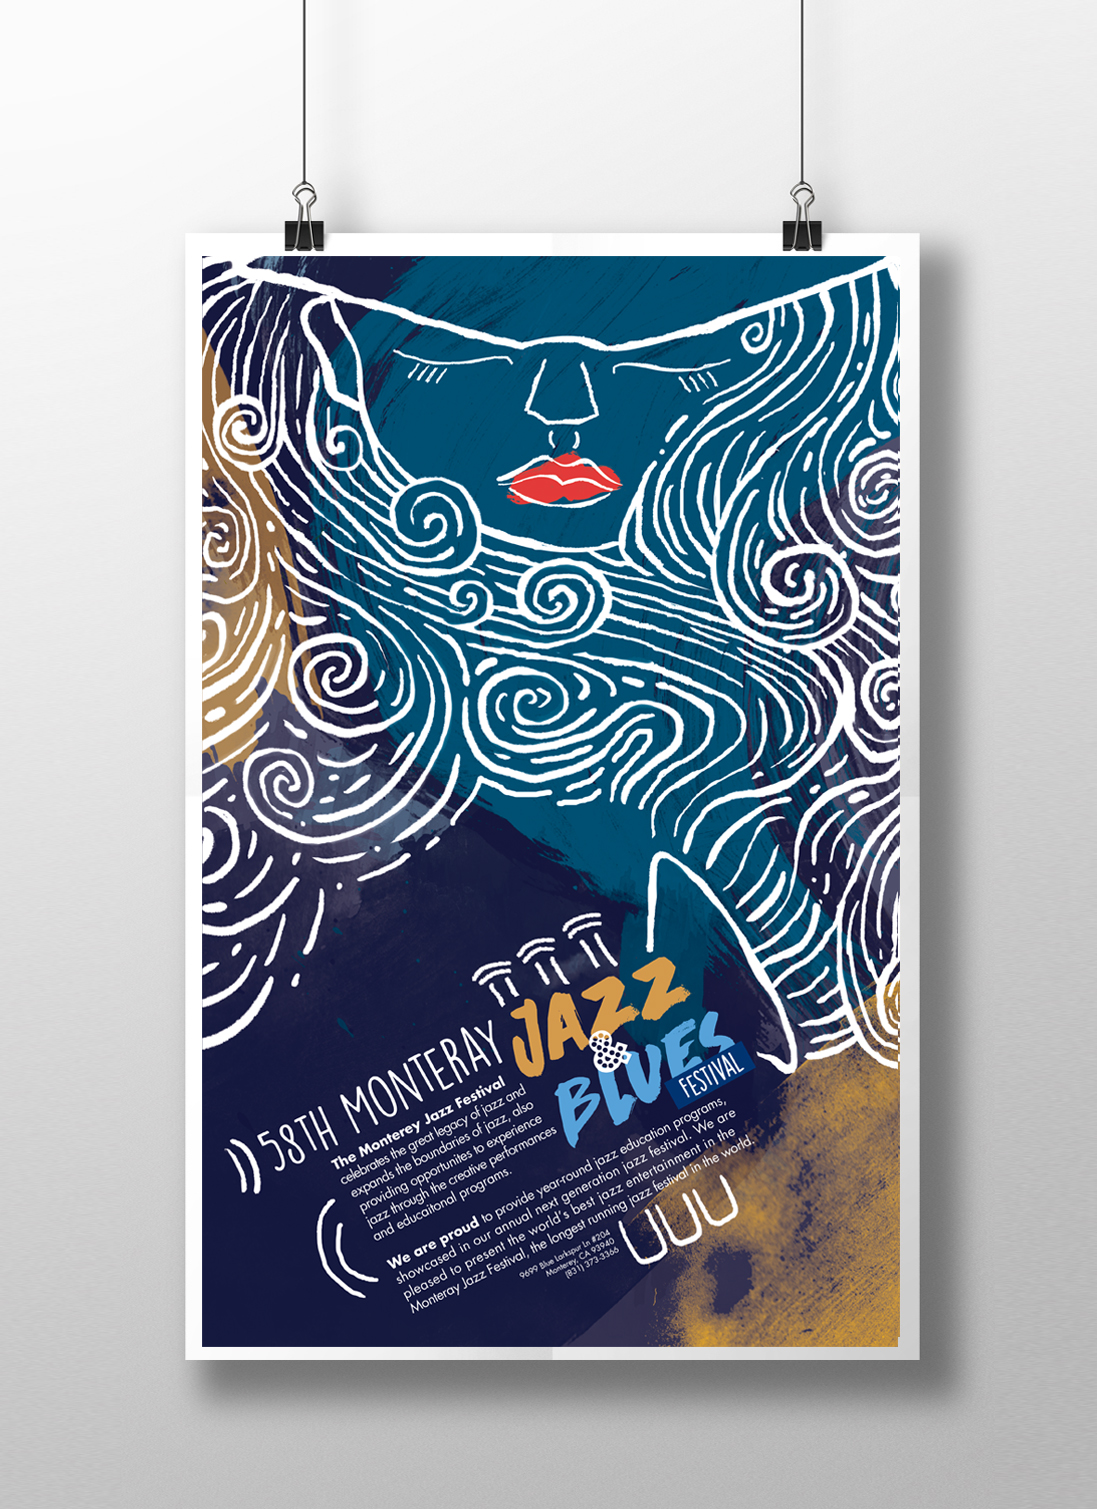 58TH MONTERAY
JAZZ
&
BLUES
FESTIVAL
The Monterey Jazz Festival
celebrates the great legacy of jazz and
expands the boundaries of jazz, also
providing opportunites to experience
jazz through the creative performances
and educaitonal programs.
We are proud to provide year-round jazz education programs,
showcased in our annual next generation jazz festival. We are
pleased to present the world's best jazz entertainment in the
Monteray Jazz Festival, the longest running jazz festival in the world.
9699 Blue Larkspur Ln #204
Monterey, CA 93940
(831) 373-3366